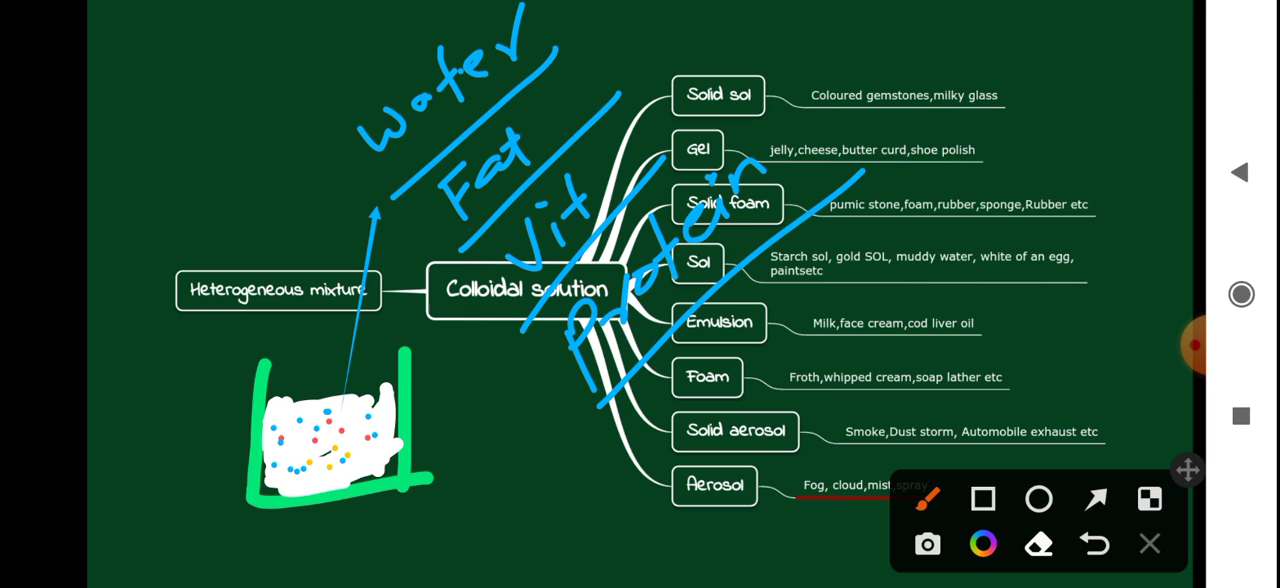 Water
Fat
Vit
Protein
Heterogeneous mixture
Colloidal solution
Solid sol
Coloured gemstones,milky glass
Gel
jelly,cheese,butter curd,shoe polish
Solid foam
pumic stone,foam,rubber,sponge,Rubber etc
Sol
Starch sol, gold SOL, muddy water, white of an egg,
paintsetc
Emulsion
Milk,face cream,cod liver oil
Foam
Froth,whipped cream,soap lather etc
Solid aerosol
Smoke,Dust storm, Automobile exhaust etc
Aerosol
Fog, cloud,mist,spray